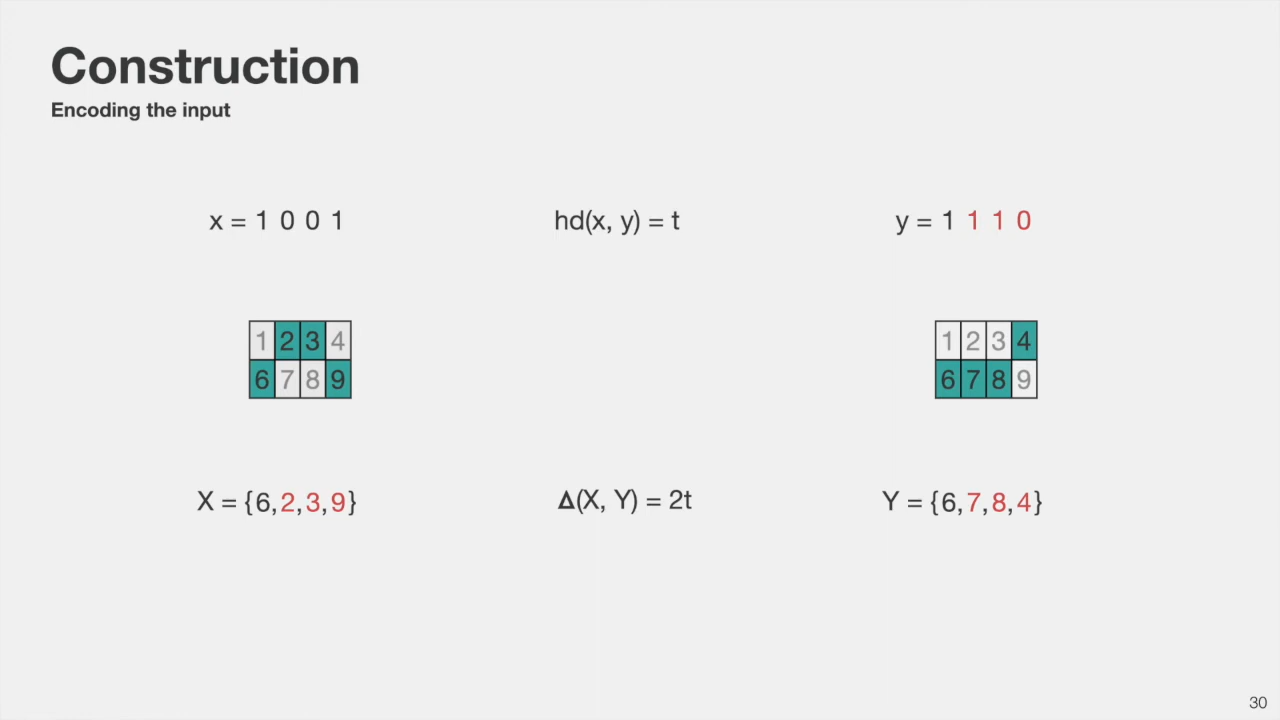 Construction
Encoding the input
x = 1 0 0 1 hd(x, y) = t y = 1 1 1 0
1 2 3 4 1 2 3 4
6 7 8 9 6 7 8 9
X = {6,2,3,9} Δ(X, Y) = 2t Y = {6,7,8,4}
30